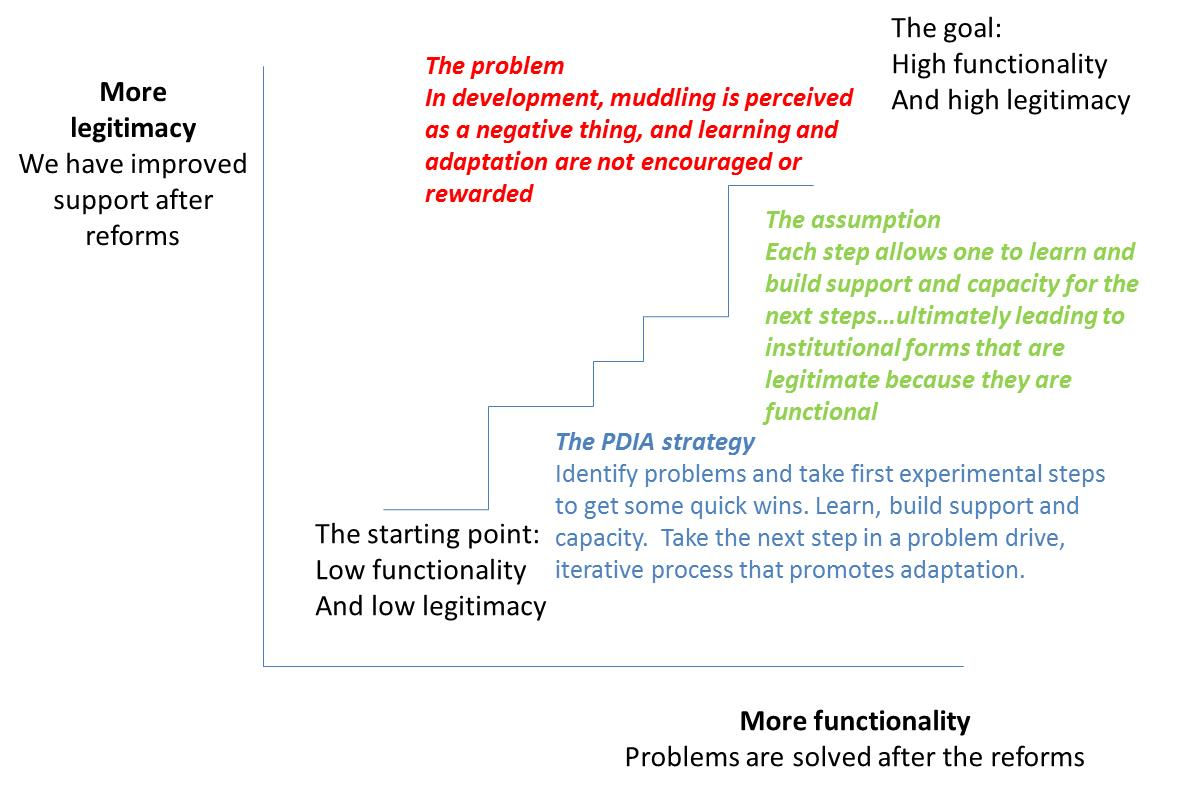 The goal:
High functionality
And high legitimacy
The problem
In development, muddling is perceived
as a negative thing, and learning and
adaptation are not encouraged or
rewarded
More
legitimacy
We have improved
support after
reforms
The assumption
Each step allows one to learn and
build support and capacity for the
next steps…ultimately leading to
institutional forms that are
legitimate because they are
functional
The PDIA strategy
Identify problems and take first experimental steps
to get some quick wins. Learn, build support and
capacity.  Take the next step in a problem drive,
iterative process that promotes adaptation.
The starting point:
Low functionality
And low legitimacy
More functionality
Problems are solved after the reforms